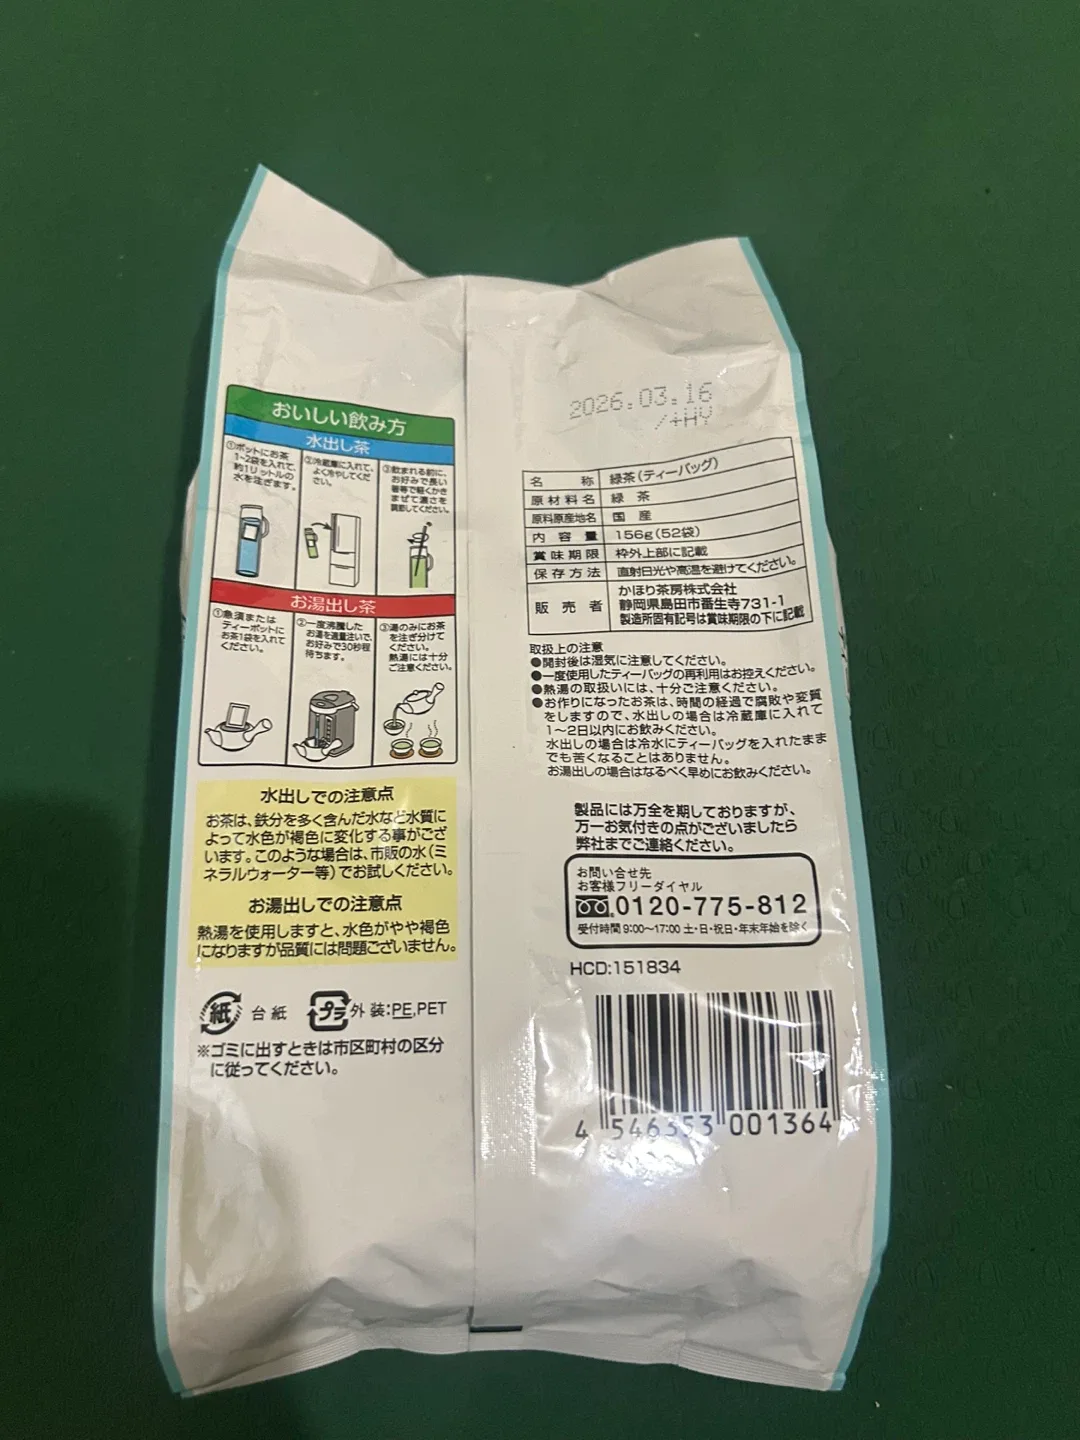 おいしい飲み方
水出し茶
①ポットにお茶
1~2袋を入れて、
約1リットルの
水を注ぎます。
②冷蔵庫に入れて、
よく冷やしてくだ
さい。
③飲まれる前に、
お好みで長い
箸等で軽くかき
まぜて濃さを
調節してください。
お湯出し茶
①急須または
ティーポットに
お茶1袋を入れて
ください。
②一度沸騰した
お湯を適量注いで、
お好みで30秒程
待ちます。
③湯のみにお茶
を注ぎ分けて
ください。
熱湯には十分
ご注意ください。
水出しでの注意点
お茶は、鉄分を多く含んだ水など水質に
よって水色が褐色に変化する事がござ
います。このような場合は、市販の水(ミ
ネラルウォーター等)でお試しください。
お湯出しでの注意点
熱湯を使用しますと、水色がやや褐色
になりますが品質には問題ございません。
紙 台紙 プラ 外装:PE,PET
※ゴミに出すときは市区町村の区分
に従ってください。
2026.03.16
/+HY
名称 緑茶(ティーバッグ)
原材料名 緑茶
原料原産地名 国産
内容量 156g(52袋)
賞味期限 枠外上部に記載
保存方法 直射日光や高温を避けてください。
販売者 かほり茶房株式会社
静岡県島田市番生寺731-1
製造所固有記号は賞味期限の下に記載
取扱上の注意
●開封後は湿気に注意してください。
●一度使用したティーバッグの再利用はお控えください。
●熱湯の取扱いには、十分ご注意ください。
●お作りになったお茶は、時間の経過で腐敗や変質
をしますので、水出しの場合は冷蔵庫に入れて
1~2日以内にお飲みください。
水出しの場合は冷水にティーバッグを入れたまま
でも苦くなることはありません。
お湯出しの場合はなるべく早めにお飲みください。
製品には万全を期しておりますが、
万一お気付きの点がございましたら
弊社までご連絡ください。
お問い合せ先
お客様フリーダイヤル
0120-775-812
受付時間 9:00~17:00 土・日・祝日・年末年始を除く
HCD:151834
4 546353 001364